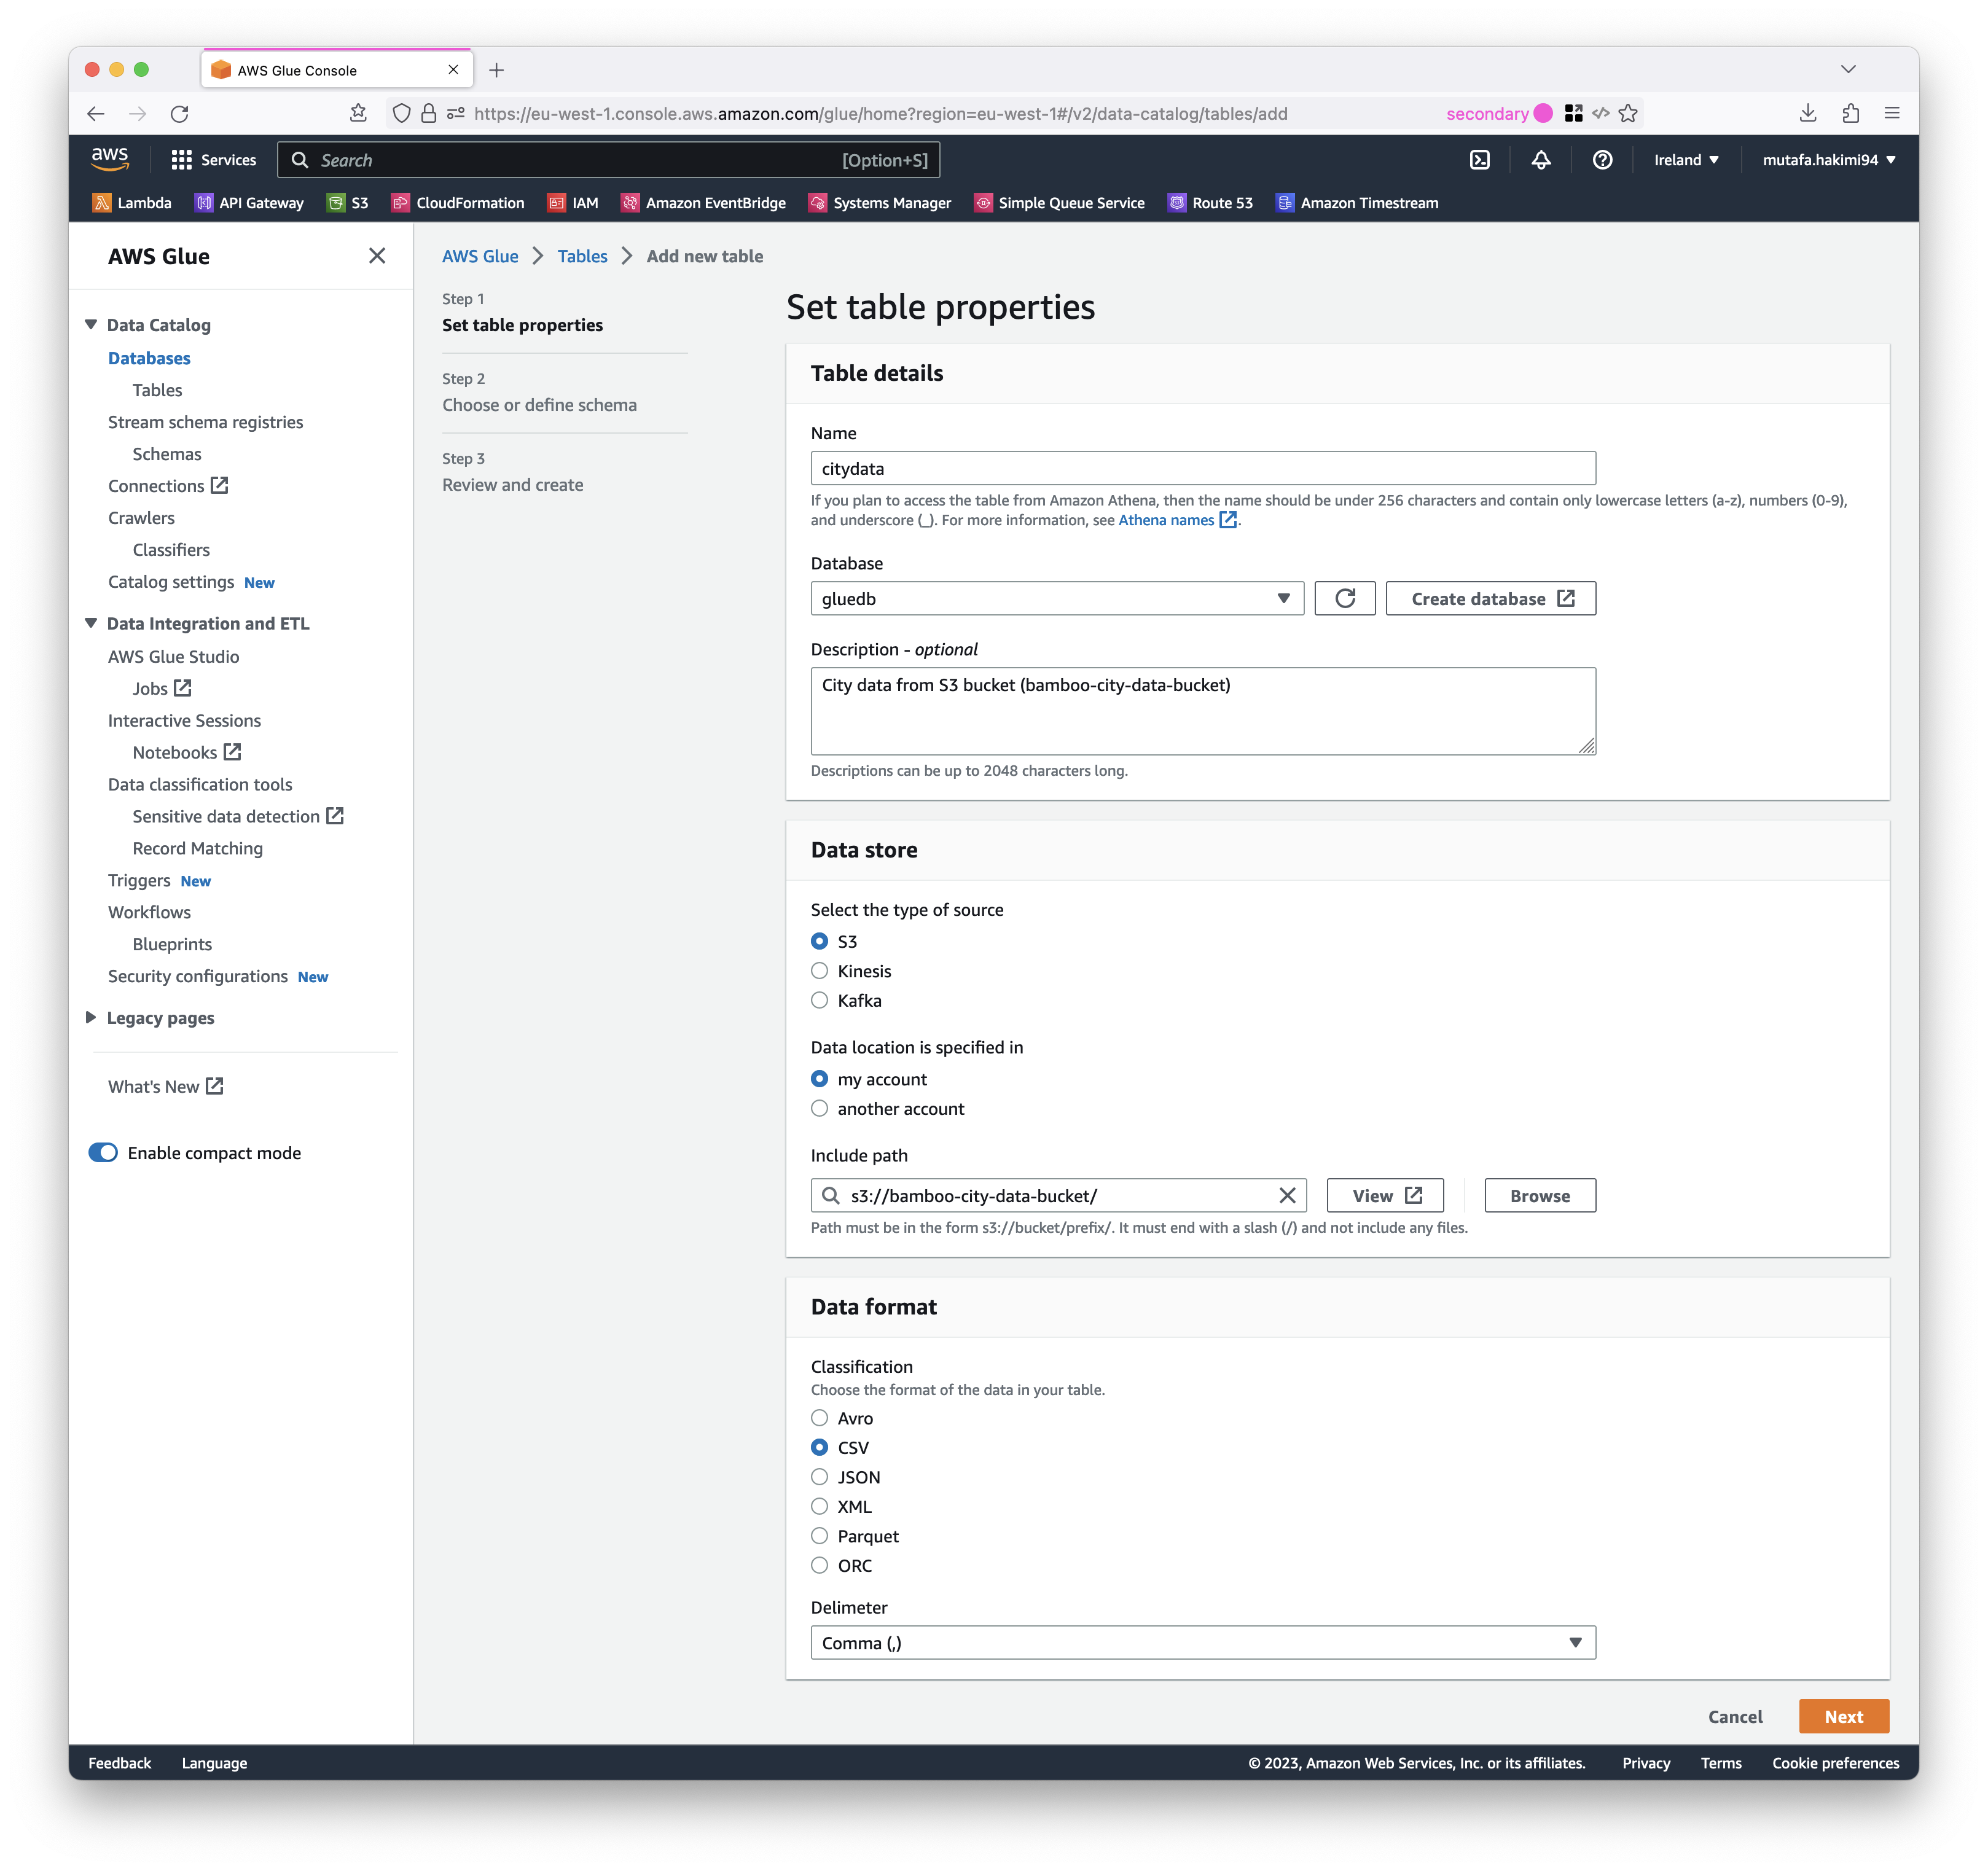 AWS Glue Console
https://eu-west-1.console.aws.amazon.com/glue/home?region=eu-west-1#/v2/data-catalog/tables/add
secondary
aws
Services
Search
[Option+S]
Ireland
mutafa.hakimi94
Lambda
API Gateway
S3
CloudFormation
IAM
Amazon EventBridge
Systems Manager
Simple Queue Service
Route 53
Amazon Timestream
AWS Glue
Data Catalog
Databases
Tables
Stream schema registries
Schemas
Connections
Crawlers
Classifiers
Catalog settings New
Data Integration and ETL
AWS Glue Studio
Jobs
Interactive Sessions
Notebooks
Data classification tools
Sensitive data detection
Record Matching
Triggers New
Workflows
Blueprints
Security configurations New
Legacy pages
What's New
Enable compact mode
AWS Glue > Tables > Add new table
Step 1
Set table properties
Step 2
Choose or define schema
Step 3
Review and create
Set table properties
Table details
Name
citydata
If you plan to access the table from Amazon Athena, then the name should be under 256 characters and contain only lowercase letters (a-z), numbers (0-9),
and underscore (_). For more information, see Athena names.
Database
gluedb
Create database
Description - optional
City data from S3 bucket (bamboo-city-data-bucket)
Descriptions can be up to 2048 characters long.
Data store
Select the type of source
S3
Kinesis
Kafka
Data location is specified in
my account
another account
Include path
s3://bamboo-city-data-bucket/
View
Browse
Path must be in the form s3://bucket/prefix/. It must end with a slash (/) and not include any files.
Data format
Classification
Choose the format of the data in your table.
Avro
CSV
JSON
XML
Parquet
ORC
Delimeter
Comma (,)
Cancel
Next
Feedback
Language
© 2023, Amazon Web Services, Inc. or its affiliates.
Privacy
Terms
Cookie preferences